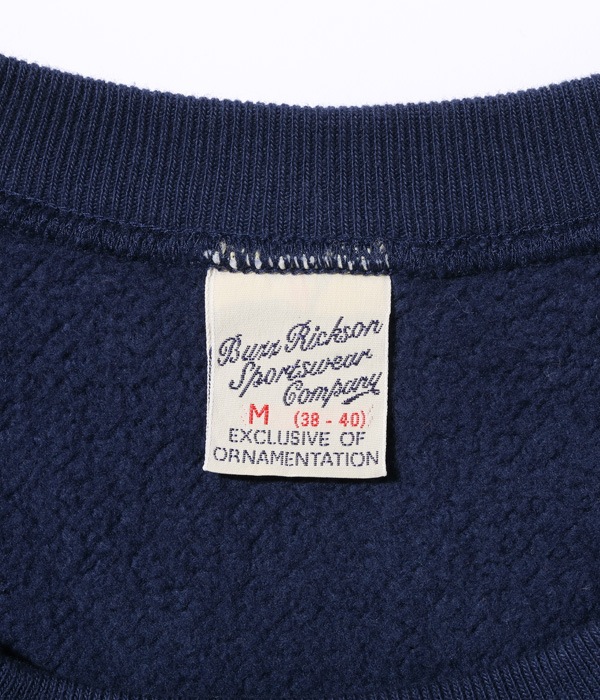 Buzz Rickson
Sportswear
Company
M (38 - 40)
EXCLUSIVE OF
ORNAMENTATION